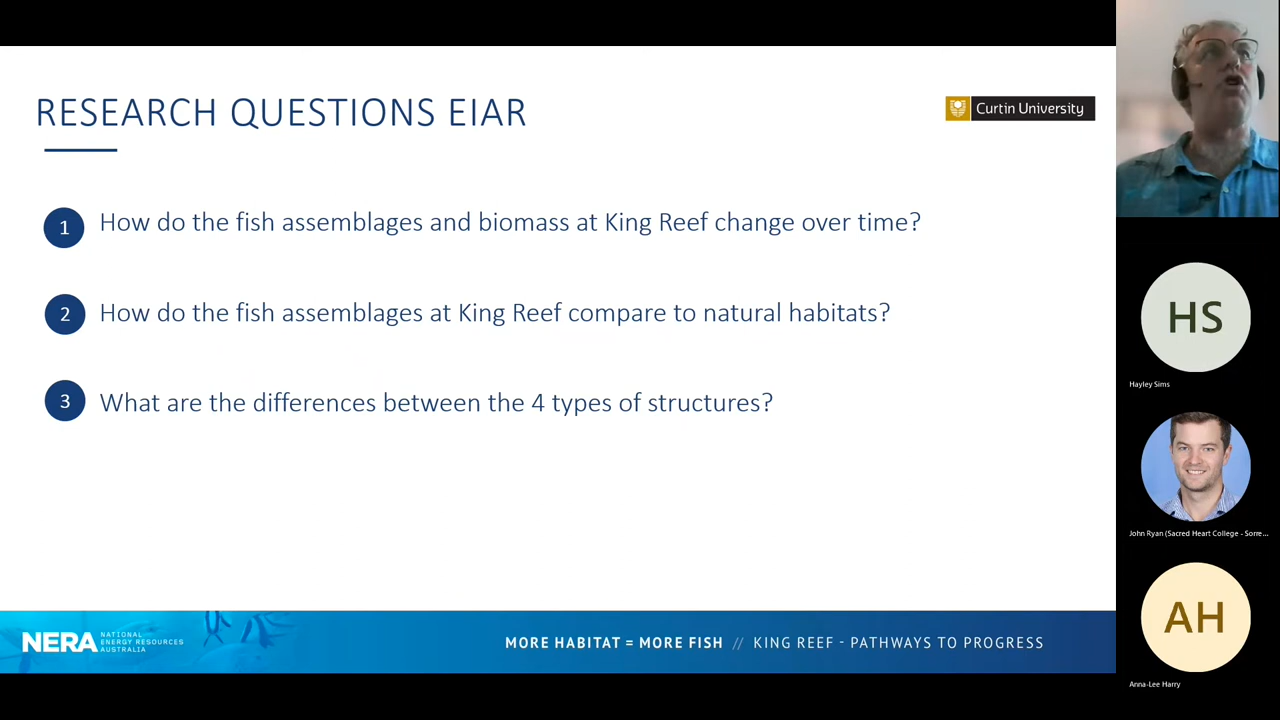 RESEARCH QUESTIONS EIAR
Curtin University
1 How do the fish assemblages and biomass at King Reef change over time?
2 How do the fish assemblages at King Reef compare to natural habitats?
3 What are the differences between the 4 types of structures?
NERA NATIONAL
ENERGY RESOURCES
AUSTRALIA
MORE HABITAT = MORE FISH // KING REEF - PATHWAYS TO PROGRESS
HS
Hayley Sims
John Ryan (Sacred Heart College - Sorre...
AH
Anna-Lee Harry